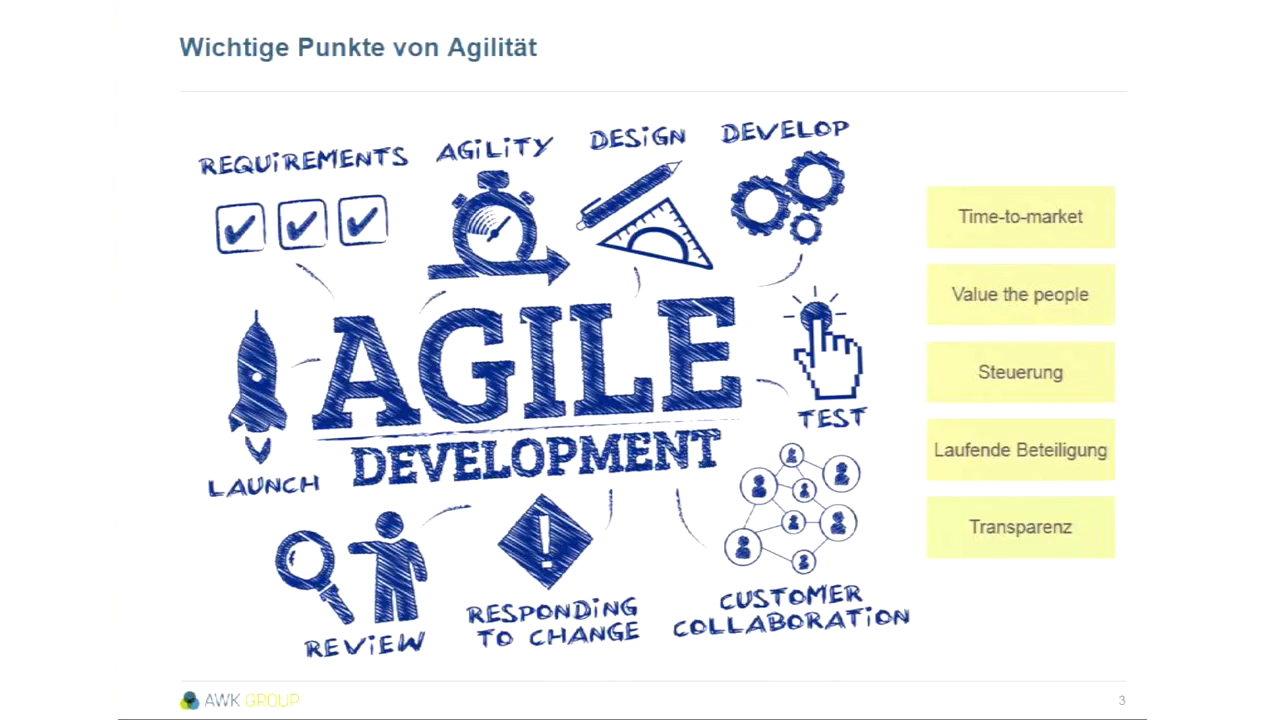 Wichtige Punkte von Agilität
REQUiREMENTS
AGiLiTY
DESiGN
DEVELOP
Time-to-market
Value the people
AGILE
Steuerung
TEST
DEVELOPMENT
Laufende Beteiligung
LAUNCH
Transparenz
REViEW
RESPONDiNG
TO CHANGE
CUSTOMER
COLLABORATiON
AWK GROUP
3